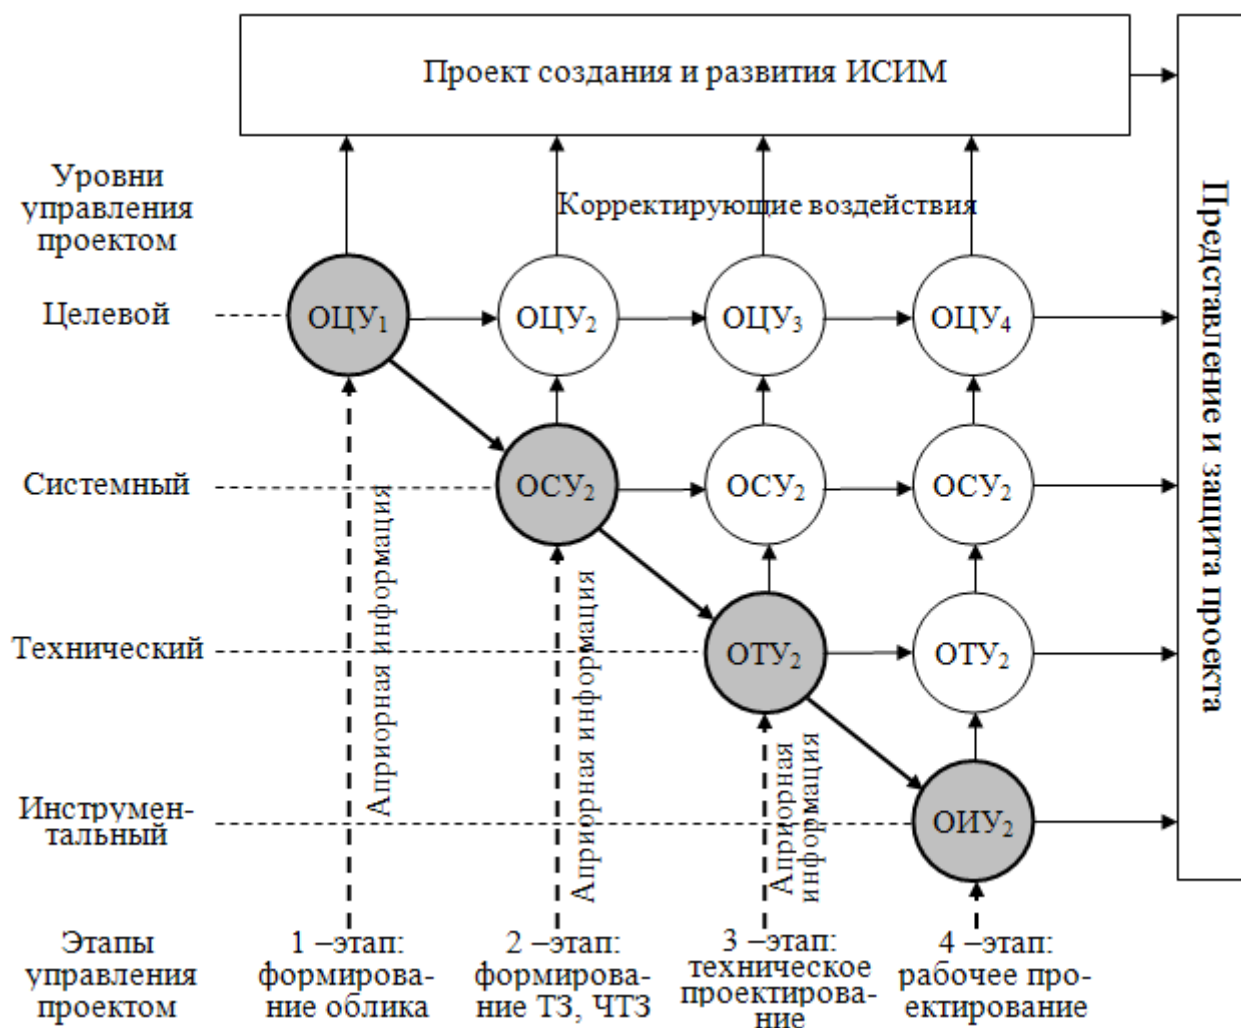 Проект создания и развития ИСИМ
Представление и защита проекта
Уровни
управления
проектом
Корректирующие воздействия
Целевой
ОЦУ1
ОЦУ2
ОЦУ3
ОЦУ4
Системный
ОСУ2
ОСУ2
ОСУ2
Априорная информация
Априорная информация
Технический
ОТУ2
ОТУ2
Априорная
информация
Инструмен-
тальный
ОИУ2
Этапы
управления
проектом
1 –этап:
формирова-
ние облика
2 –этап:
формирова-
ние ТЗ, ЧТЗ
3 –этап:
техническое
проектирова-
ние
4 –этап:
рабочее про-
ектирование